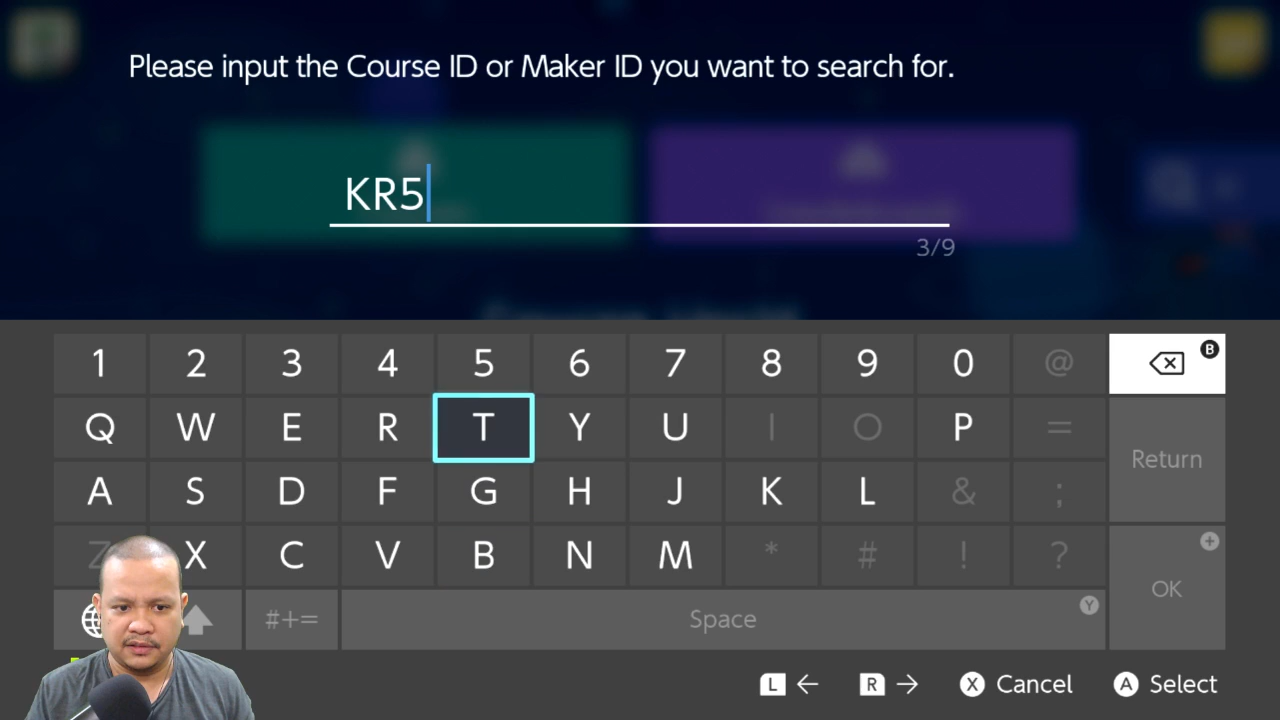 Please input the Course ID or Maker ID you want to search for.
KR5
3/9
1 2 3 4 5 6 7 8 9 0 @ B
Q W E R T Y U I O P =
Return
A S D F G H J K L & ;
Z X C V B N M * # ! ? +
OK
#+= Space Y
L ← R → X Cancel A Select